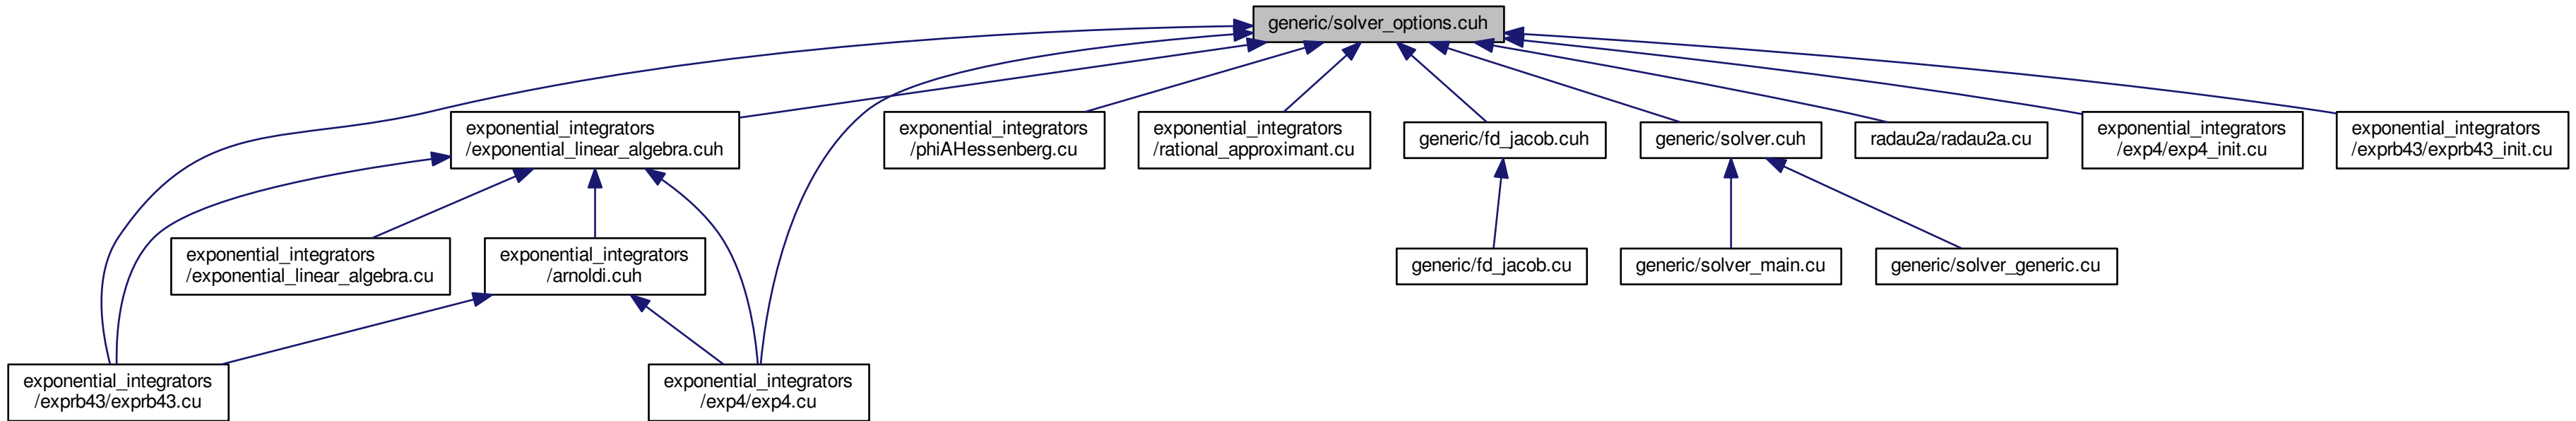 generic/solver_options.cuh
exponential_integrators
/exponential_linear_algebra.cuh
exponential_integrators
/phiAHessenberg.cu
exponential_integrators
/rational_approximant.cu
generic/fd_jacob.cuh
generic/solver.cuh
radau2a/radau2a.cu
exponential_integrators
/exp4/exp4_init.cu
exponential_integrators
/exprb43/exprb43_init.cu
exponential_integrators
/exponential_linear_algebra.cu
exponential_integrators
/arnoldi.cuh
generic/fd_jacob.cu
generic/solver_main.cu
generic/solver_generic.cu
exponential_integrators
/exprb43/exprb43.cu
exponential_integrators
/exp4/exp4.cu